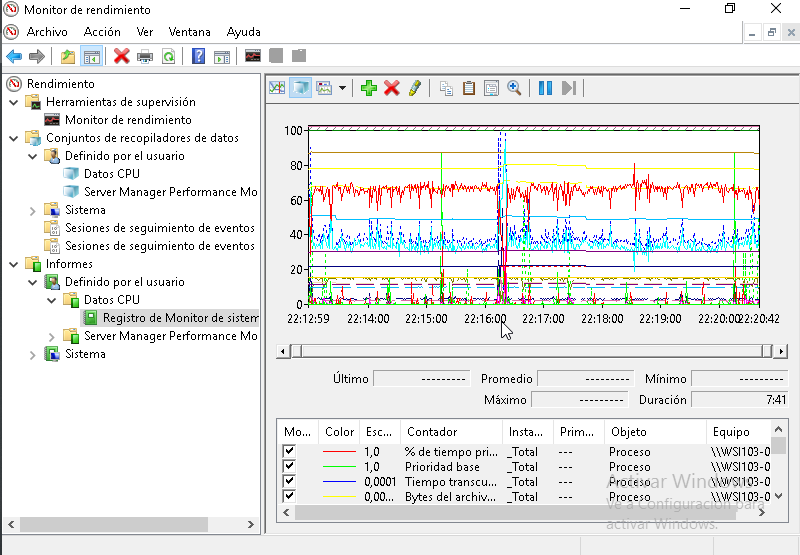 Monitor de rendimiento
Archivo Acción Ver Ventana Ayuda
Rendimiento
Herramientas de supervisión
Monitor de rendimiento
Conjuntos de recopiladores de datos
Definido por el usuario
Datos CPU
Server Manager Performance Mo
Sistema
Sesiones de seguimiento de eventos
Sesiones de seguimiento de eventos
Informes
Definido por el usuario
Datos CPU
Registro de Monitor de sistem
Server Manager Performance Mo
Sistema
100
80
60
40
20
0
22:12:59 22:14:00 22:15:00 22:16:00 22:17:00 22:18:00 22:19:00 22:20:00 22:20:42
Último --------- Promedio --------- Mínimo ---------
Máximo --------- Duración 7:41
Mo... Color Esc... Contador Insta... Prim... Objeto Equipo
1,0 % de tiempo pri... _Total --- Proceso \\WSI103-0
1,0 Prioridad base _Total --- Proceso \\WSI103-0
0,0001 Tiempo transcu... _Total --- Proceso \\WSI103-0
0,00... Bytes del archiv... _Total --- Proceso \\WSI103-0
Activar Windows
Ve a Configuración para
activar Windows.